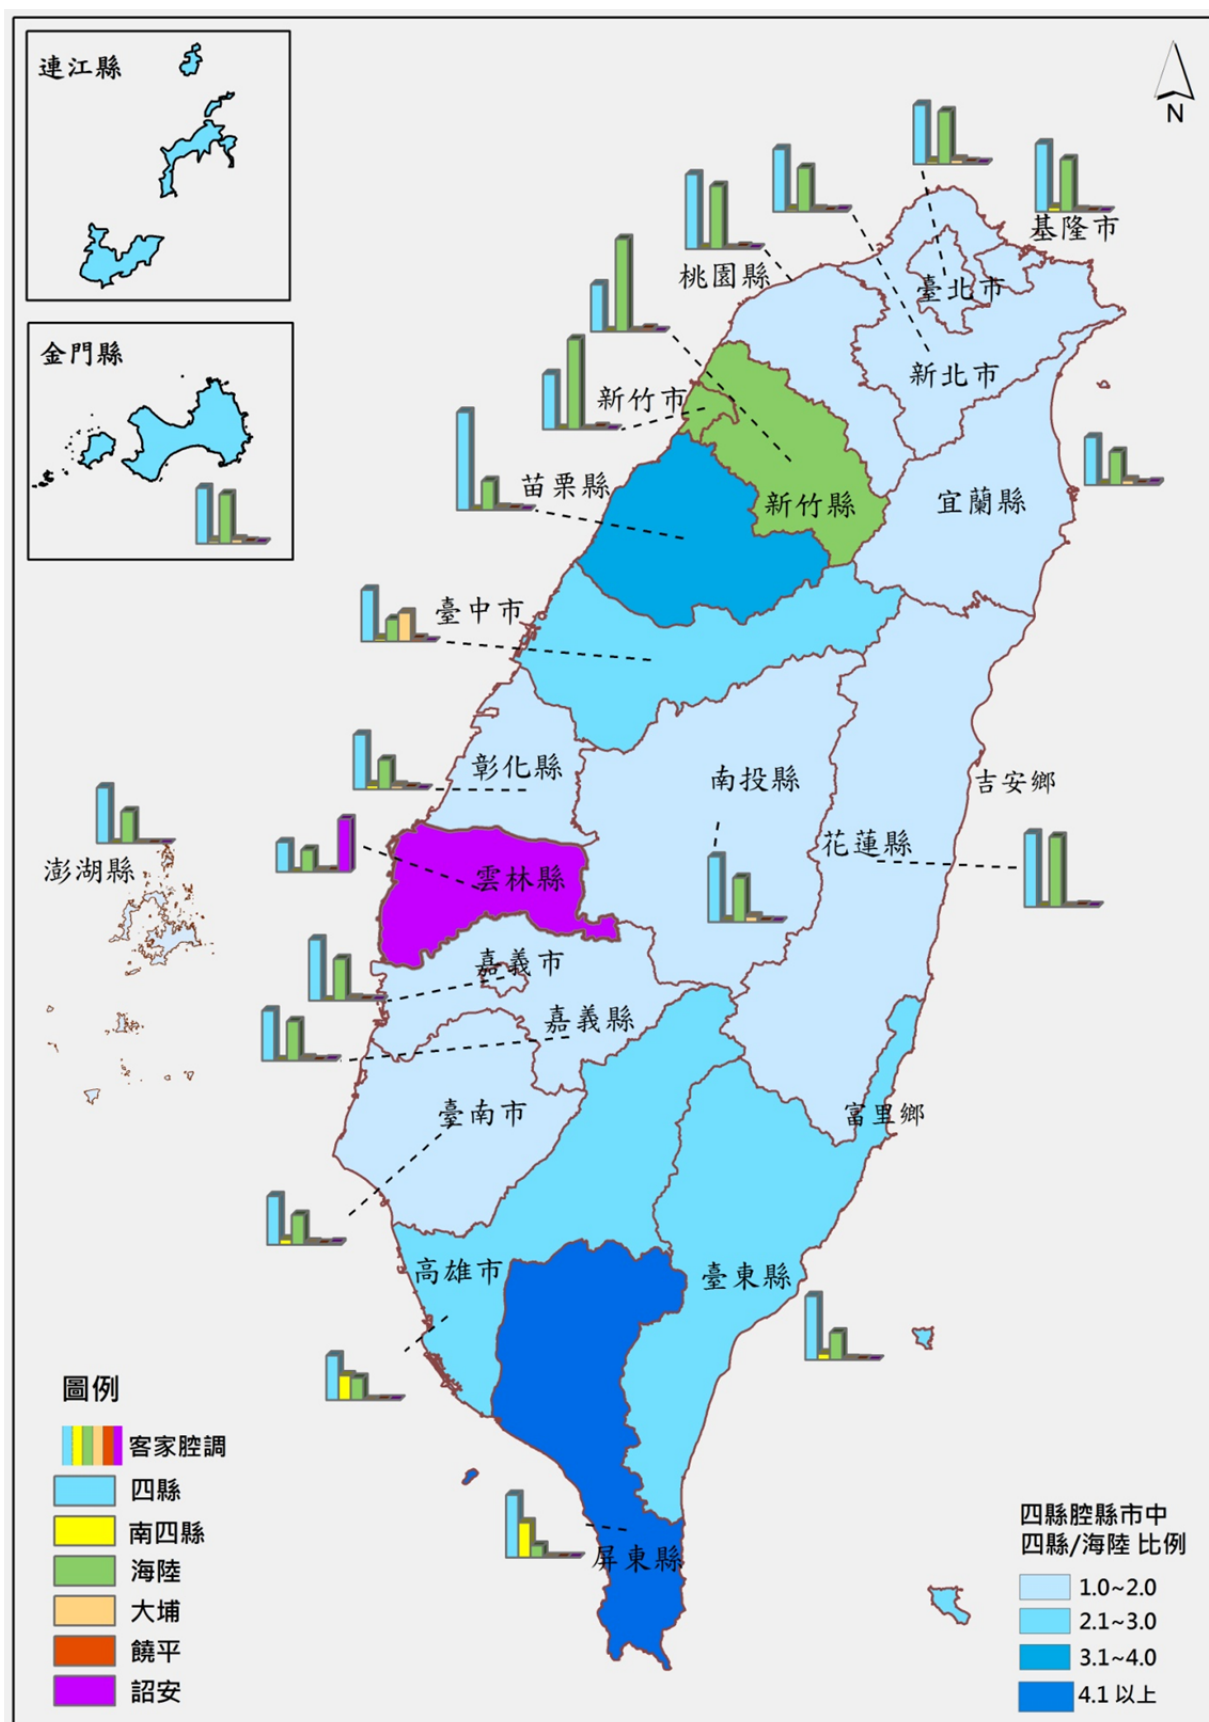 連江縣
N
基隆市
桃園縣
臺北市
金門縣
新北市
新竹市
苗栗縣
新竹縣
宜蘭縣
臺中市
彰化縣
南投縣
吉安鄉
花蓮縣
澎湖縣
雲林縣
嘉義市
嘉義縣
臺南市
富里鄉
高雄市
臺東縣
屏東縣
圖例
客家腔調
四縣
南四縣
海陸
大埔
饒平
詔安
四縣腔縣市中
四縣/海陸 比例
1.0~2.0
2.1~3.0
3.1~4.0
4.1 以上